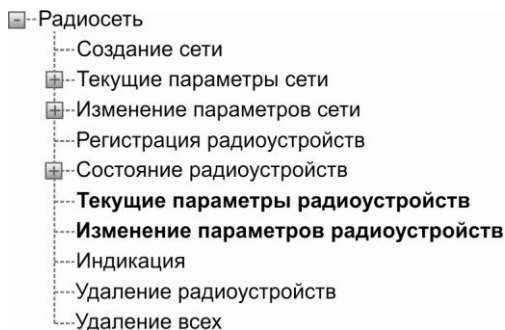 Радиосеть
Создание сети
Текущие параметры сети
Изменение параметров сети
Регистрация радиоустройств
Состояние радиоустройств
Текущие параметры радиоустройств
Изменение параметров радиоустройств
Индикация
Удаление радиоустройств
Удаление всех